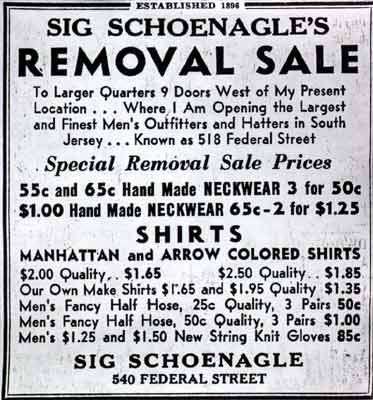 ESTABLISHED 1896
SIG SCHOENAGLE'S
REMOVAL SALE
To Larger Quarters 9 Doors West of My Present
Location . . . Where I Am Opening the Largest
and Finest Men's Outfitters and Hatters in South
Jersey . . . Known as 518 Federal Street
Special Removal Sale Prices
55c and 65c Hand Made NECKWEAR 3 for 50c
$1.00 Hand Made NECKWEAR 65c-2 for $1.25
SHIRTS
MANHATTAN and ARROW COLORED SHIRTS
$2.00 Quality.. $1.65 $2.50 Quality.. $1.85
Our Own Make Shirts $1.65 and $1.95 Quality $1.35
Men's Fancy Half Hose, 25c Quality, 3 Pairs 50c
Men's Fancy Half Hose, 50c Quality, 3 Pairs $1.00
Men's $1.25 and $1.50 New String Knit Gloves 85c
SIG SCHOENAGLE
540 FEDERAL STREET